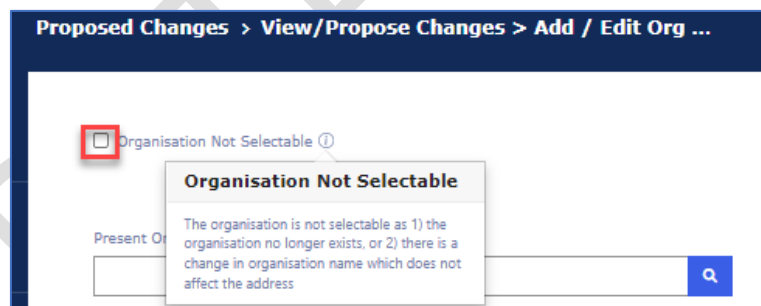 Proposed Changes > View/Propose Changes > Add / Edit Org ...
Organisation Not Selectable
Organisation Not Selectable
The organisation is not selectable as 1) the
organisation no longer exists, or 2) there is a
change in organisation name which does not
affect the address
Present